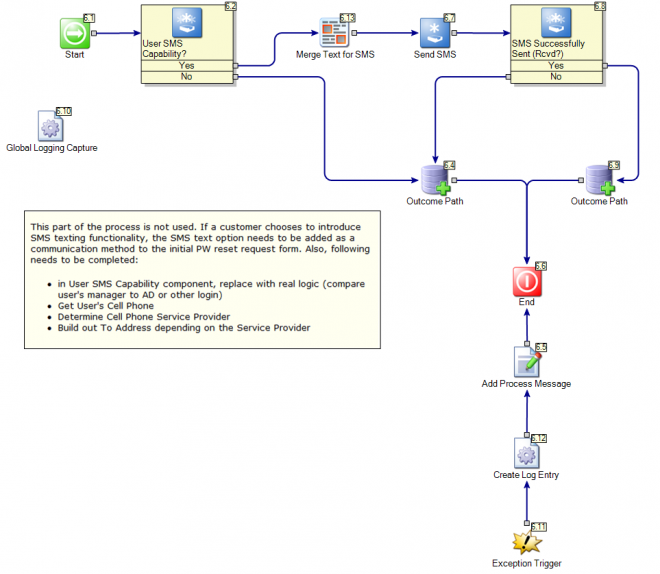 6.1
Start
6.2
User SMS
Capability?
Yes
No
6.13
Merge Text for SMS
6.7
Send SMS
6.8
SMS Successfully
Sent (Rcvd?)
Yes
No
6.10
Global Logging Capture
6.4
Outcome Path
6.9
Outcome Path
This part of the process is not used. If a customer chooses to introduce
SMS texting functionality, the SMS text option needs to be added as a
communication method to the initial PW reset request form. Also, following
needs to be completed:
• in User SMS Capability component, replace with real logic (compare
user's manager to AD or other login)
• Get User's Cell Phone
• Determine Cell Phone Service Provider
• Build out To Address depending on the Service Provider
6.6
End
6.5
Add Process Message
6.12
Create Log Entry
6.11
Exception Trigger